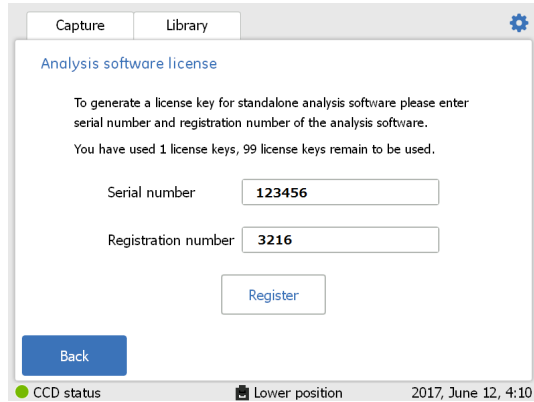 Capture
Library
Analysis software license
To generate a license key for standalone analysis software please enter
serial number and registration number of the analysis software.
You have used 1 license keys, 99 license keys remain to be used.
Serial number 123456
Registration number 3216
Register
Back
CCD status
Lower position
2017, June 12, 4:10